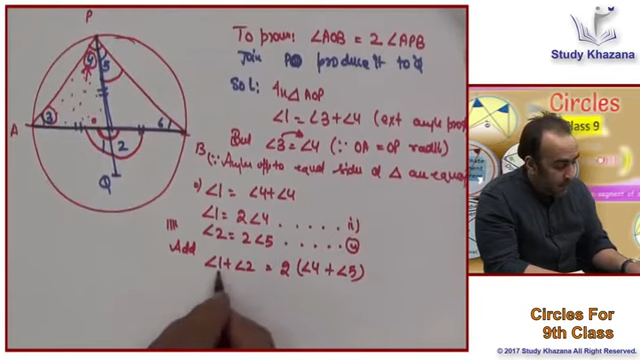 P
To prove: ∠AOB = 2 ∠APB
Join PO produce it to Q
Sol: In △ AOP
∠1 = ∠3 + ∠4 (ext angle prop
But ∠3 = ∠4 (∵ OA = OP radii)
(∵ Angles opp to equal sides of △ are equal
∠1 = ∠4 + ∠4
∠1 = 2∠4 . . . . . i)
∠2 = 2∠5 . . . . .
Add
∠1 + ∠2 = 2 (∠4 + ∠5)
4
5
3
6
A
B
1
2
Q
Study Khazana
Circles
Class 9
Circles For
9th Class
© 2017 Study Khazana. All Rights Reserved.